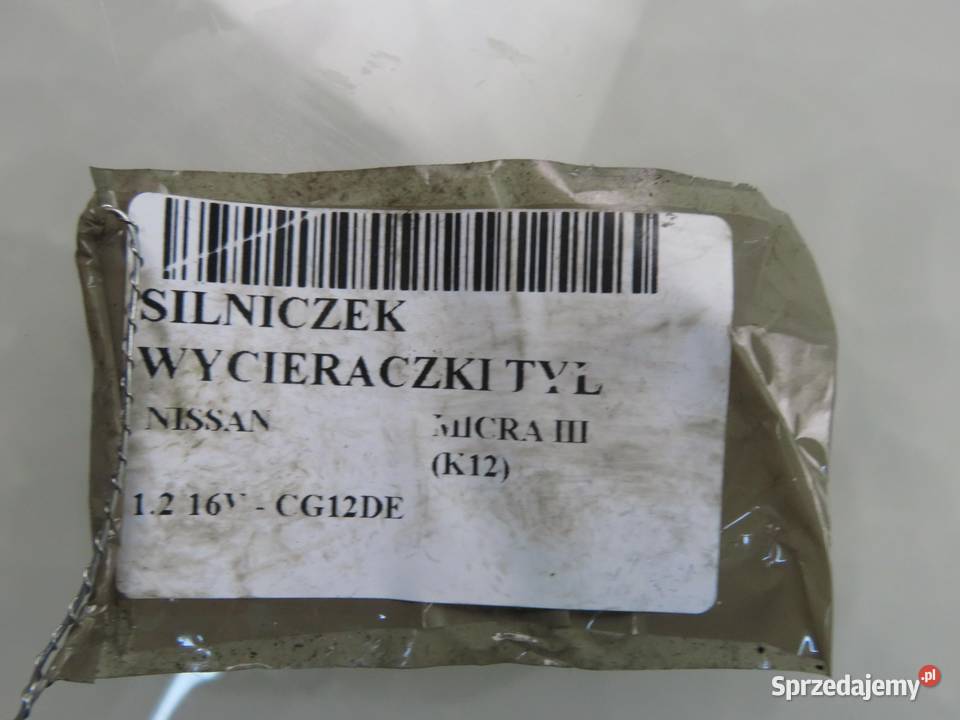 SILNICZEK
WYCIERACZKI TYŁ
NISSAN MICRA III
(K12)
1.2 16V - CG12DE
Sprzedajemy.pl